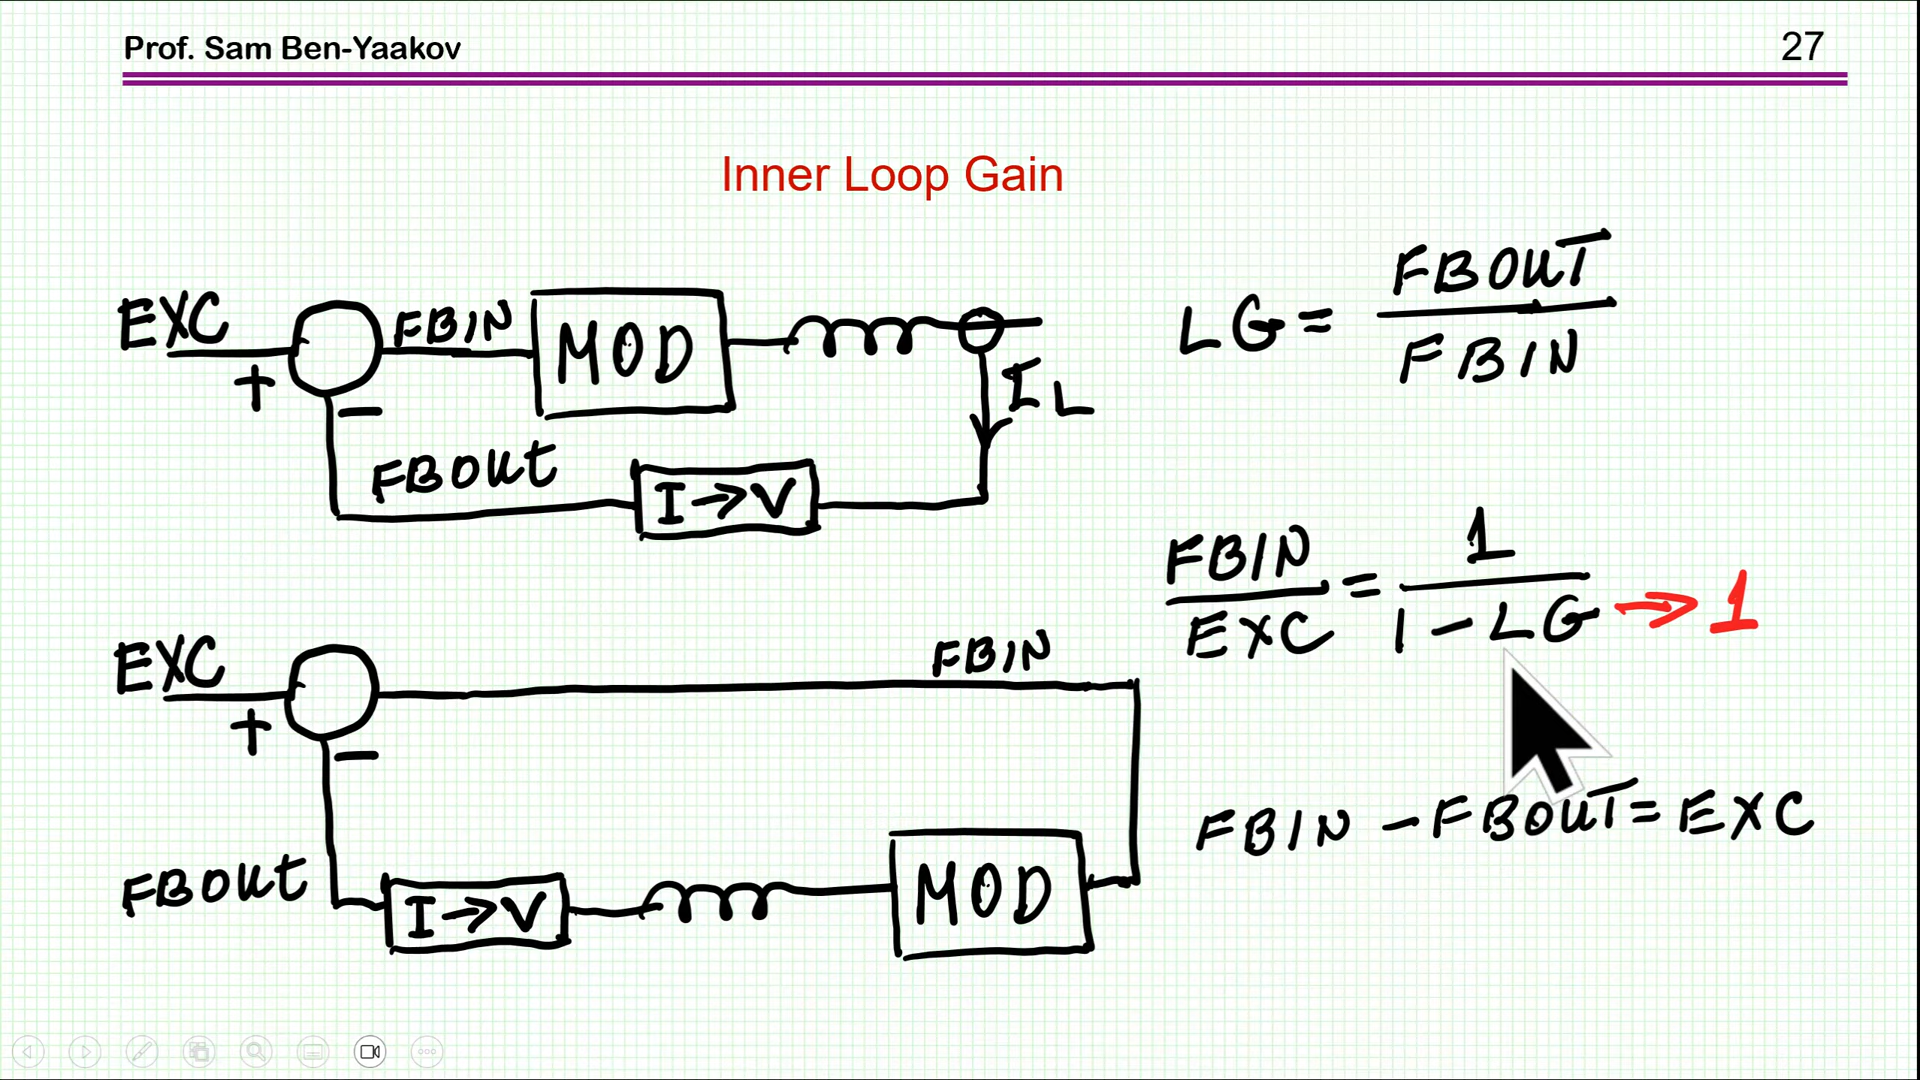 Prof. Sam Ben-Yaakov
27
Inner Loop Gain
EXC
+
−
FBIN
MOD
I L
FBOUt
I→V
LG = FBOUT
FBIN
FBIN
EXC
= 1
1 − LG
→ 1
EXC
+
−
FBIN
FBOUt
I→V
MOD
FBIN − FBOUT = EXC